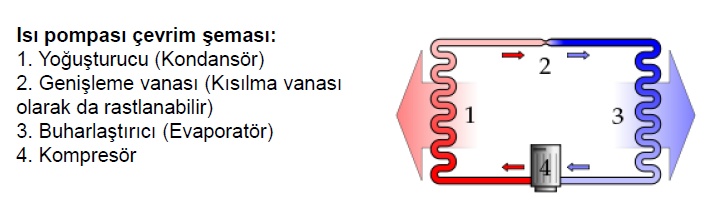 Isı pompası çevrim şeması:
1. Yoğuşturucu (Kondansör)
2. Genişleme vanası (Kısılma vanası
olarak da rastlanabilir)
3. Buharlaştırıcı (Evaporatör)
4. Kompresör
2
1
3
4